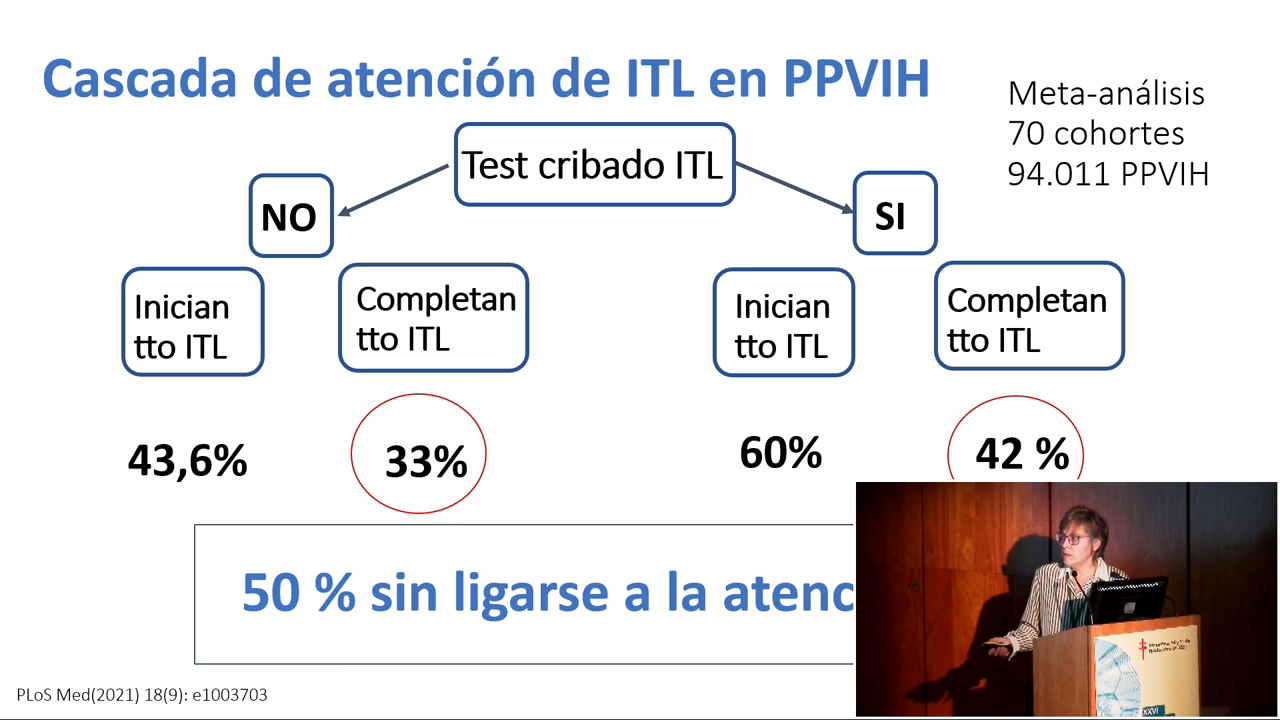 Cascada de atención de ITL en PPVIH
Meta-análisis
70 cohortes
94.011 PPVIH
Test cribado ITL
NO
SI
Inician
tto ITL
Completan
tto ITL
Inician
tto ITL
Completan
tto ITL
43,6%
33%
60%
42 %
50 % sin ligarse a la atenc
PLoS Med(2021) 18(9): e1003703
XXVI